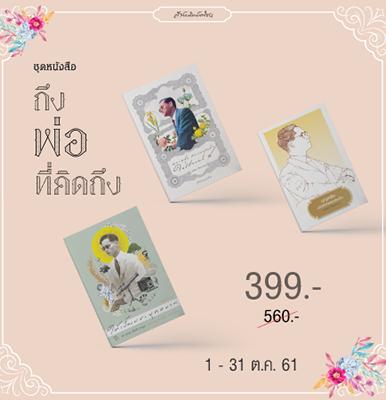 ชุดหนังสือ
ถึง
พ่อ
ที่คิดถึง
399.-
560.-
1 - 31 ต.ค. 61